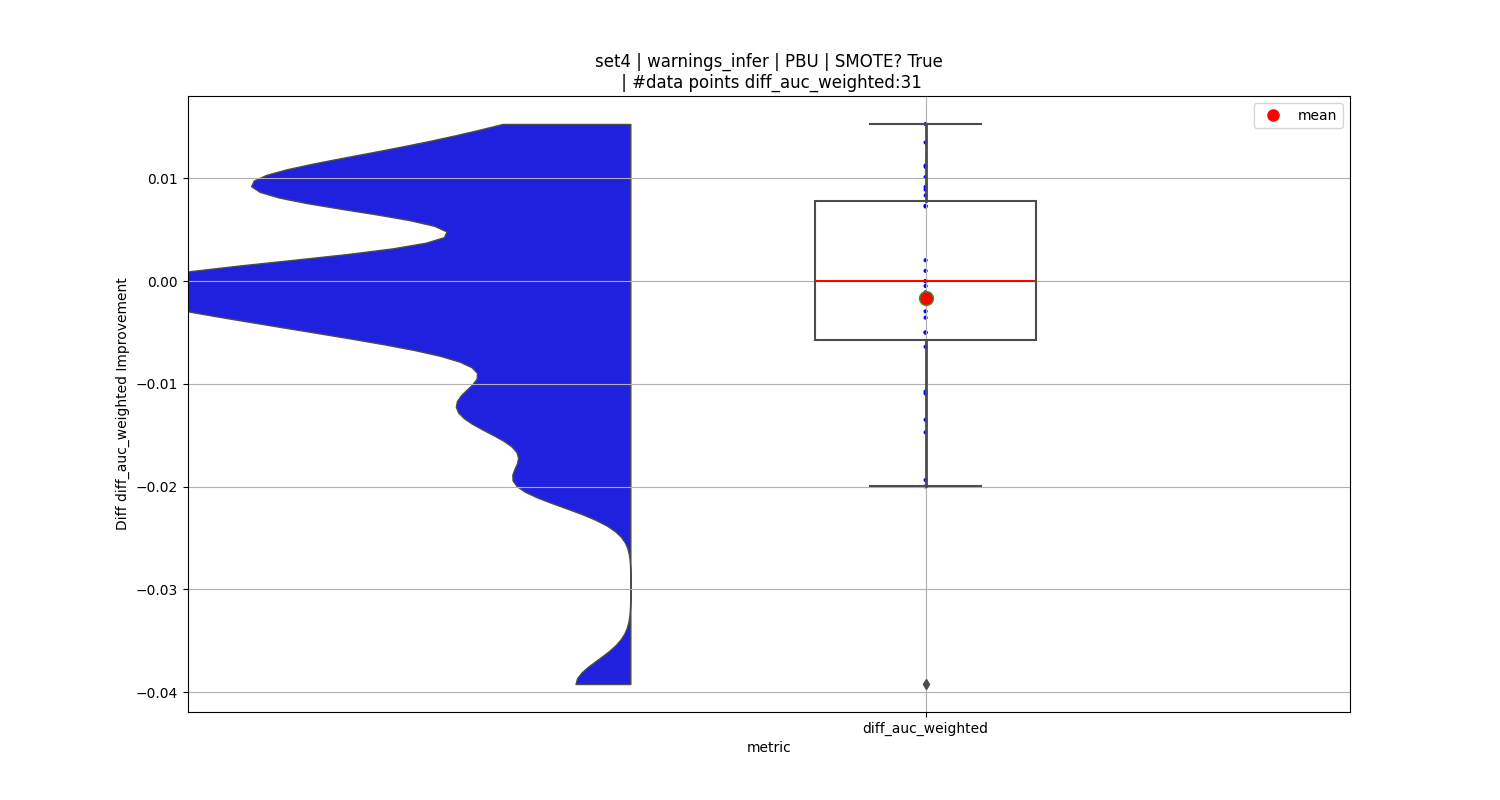 set4 | warnings_infer | PBU | SMOTE? True
| #data points diff_auc_weighted:31
mean
0.01
0.00
−0.01
−0.02
−0.03
−0.04
Diff diff_auc_weighted Improvement
diff_auc_weighted
metric